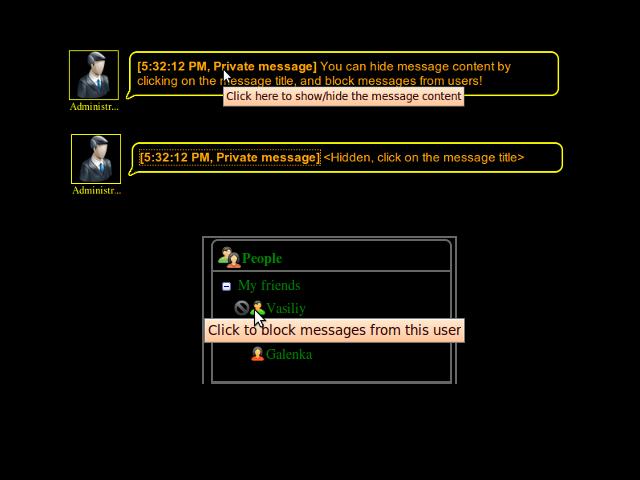 [5:32:12 PM, Private message] You can hide message content by
clicking on the message title, and block messages from users!
Click here to show/hide the message content
Administr...
[5:32:12 PM, Private message] <Hidden, click on the message title>
Administr...
People
My friends
Vasiliy
Click to block messages from this user
Galenka